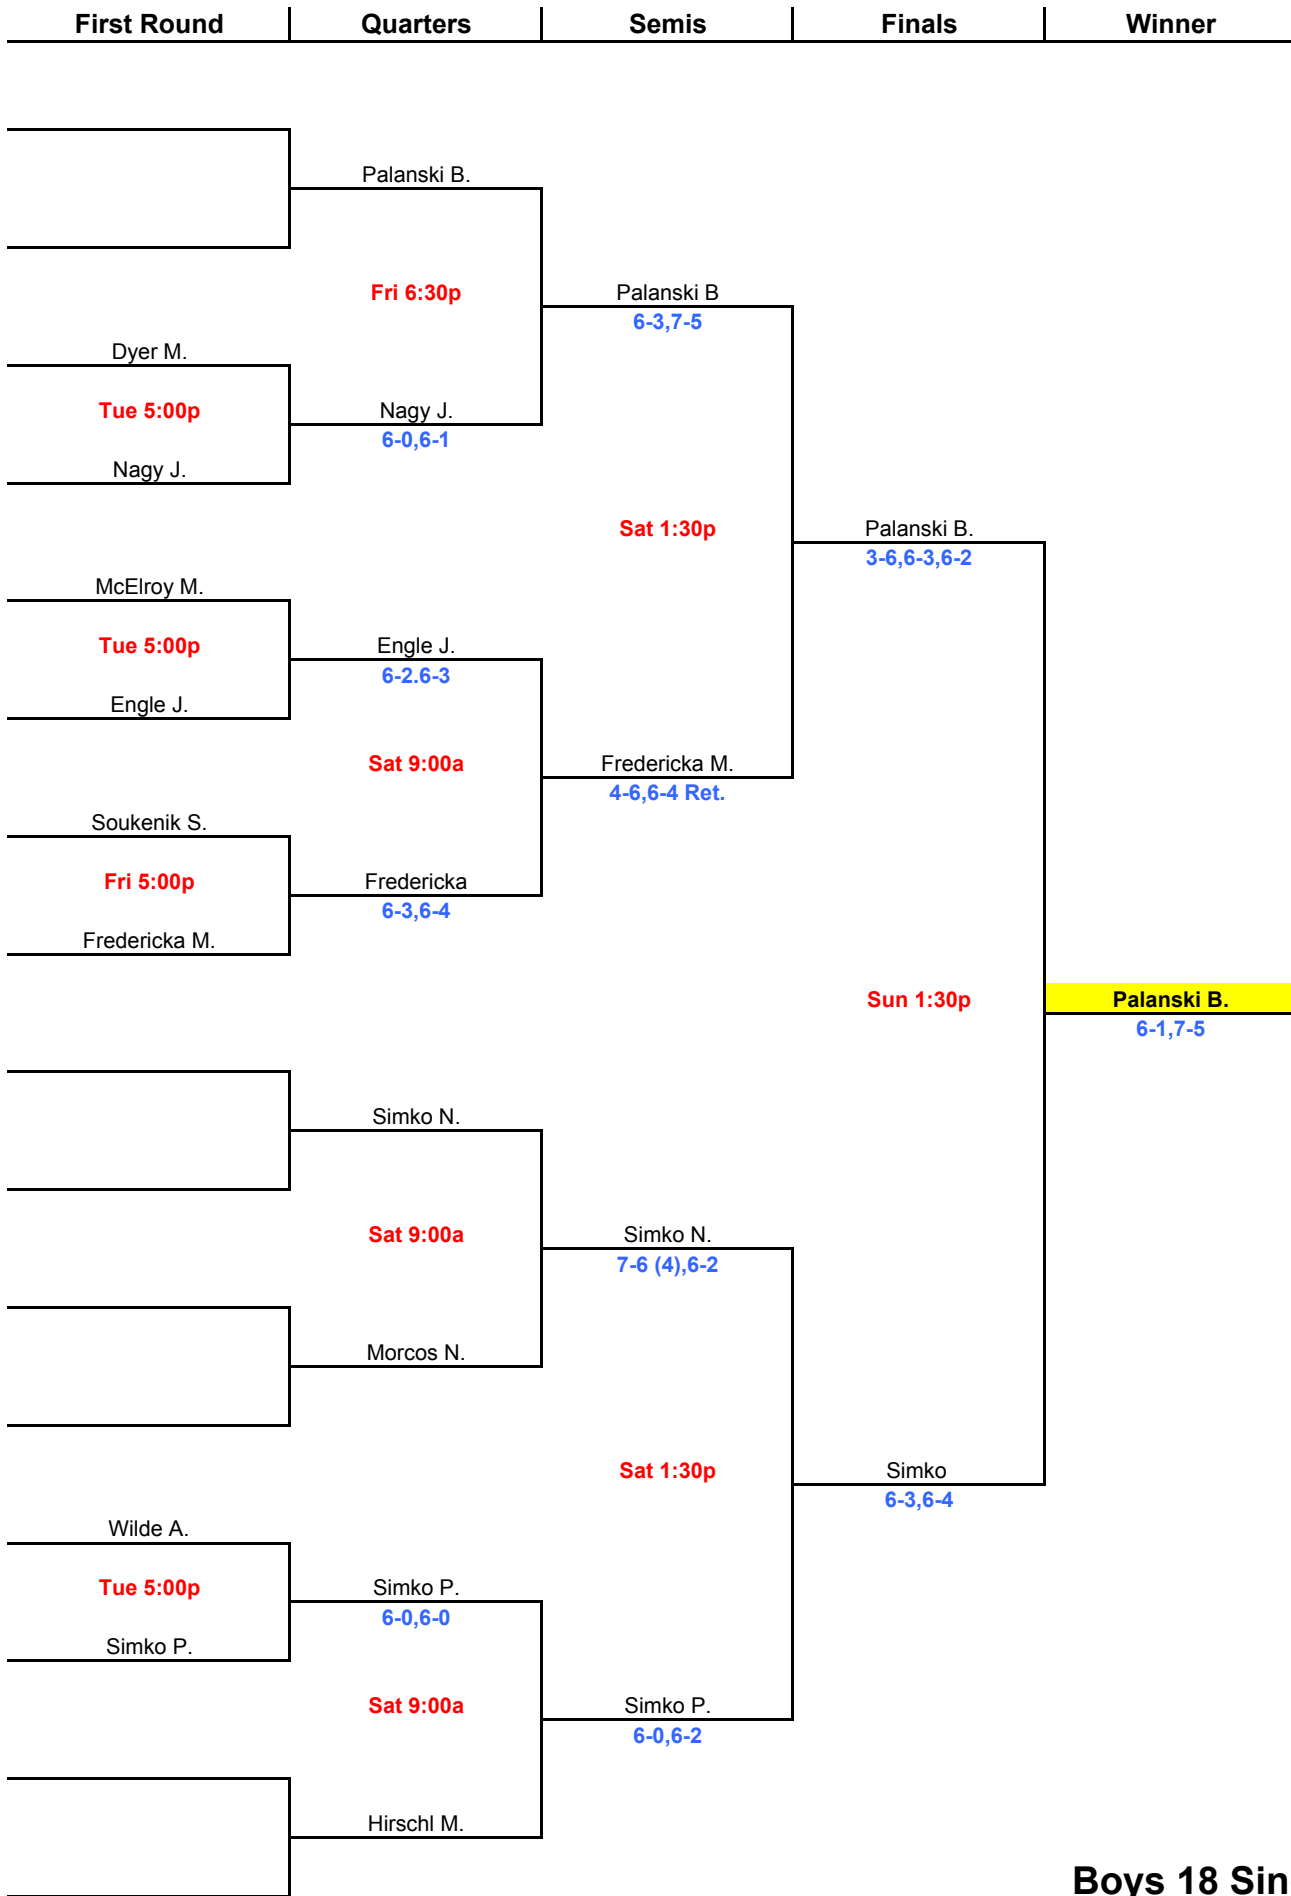 First Round Quarters Semis Finals Winner
Palanski B.
Fri 6:30p Palanski B
6-3,7-5
Dyer M.
Tue 5:00p Nagy J.
6-0,6-1
Nagy J.
Sat 1:30p Palanski B.
3-6,6-3,6-2
McElroy M.
Tue 5:00p Engle J.
6-2.6-3
Engle J.
Sat 9:00a Fredericka M.
4-6,6-4 Ret.
Soukenik S.
Fri 5:00p Fredericka
6-3,6-4
Fredericka M.
Sun 1:30p Palanski B.
6-1,7-5
Simko N.
Sat 9:00a Simko N.
7-6 (4),6-2
Morcos N.
Sat 1:30p Simko
6-3,6-4
Wilde A.
Tue 5:00p Simko P.
6-0,6-0
Simko P.
Sat 9:00a Simko P.
6-0,6-2
Hirschl M.
Boys 18 Sin